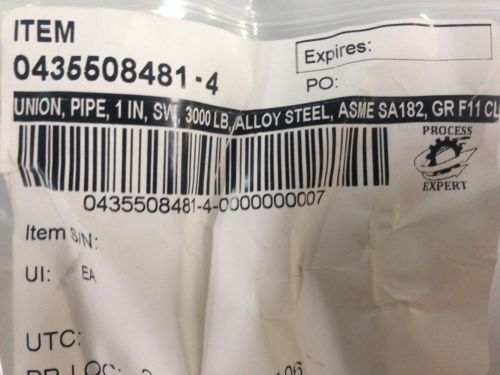 ITEM
0435508481-4
Expires:
PO:
UNION, PIPE, 1 IN, SW, 3000 LB, ALLOY STEEL, ASME SA182, GR F11 CL
PROCESS
EXPERT
0435508481-4-0000000007
Item S/N:
UI: EA
UTC: